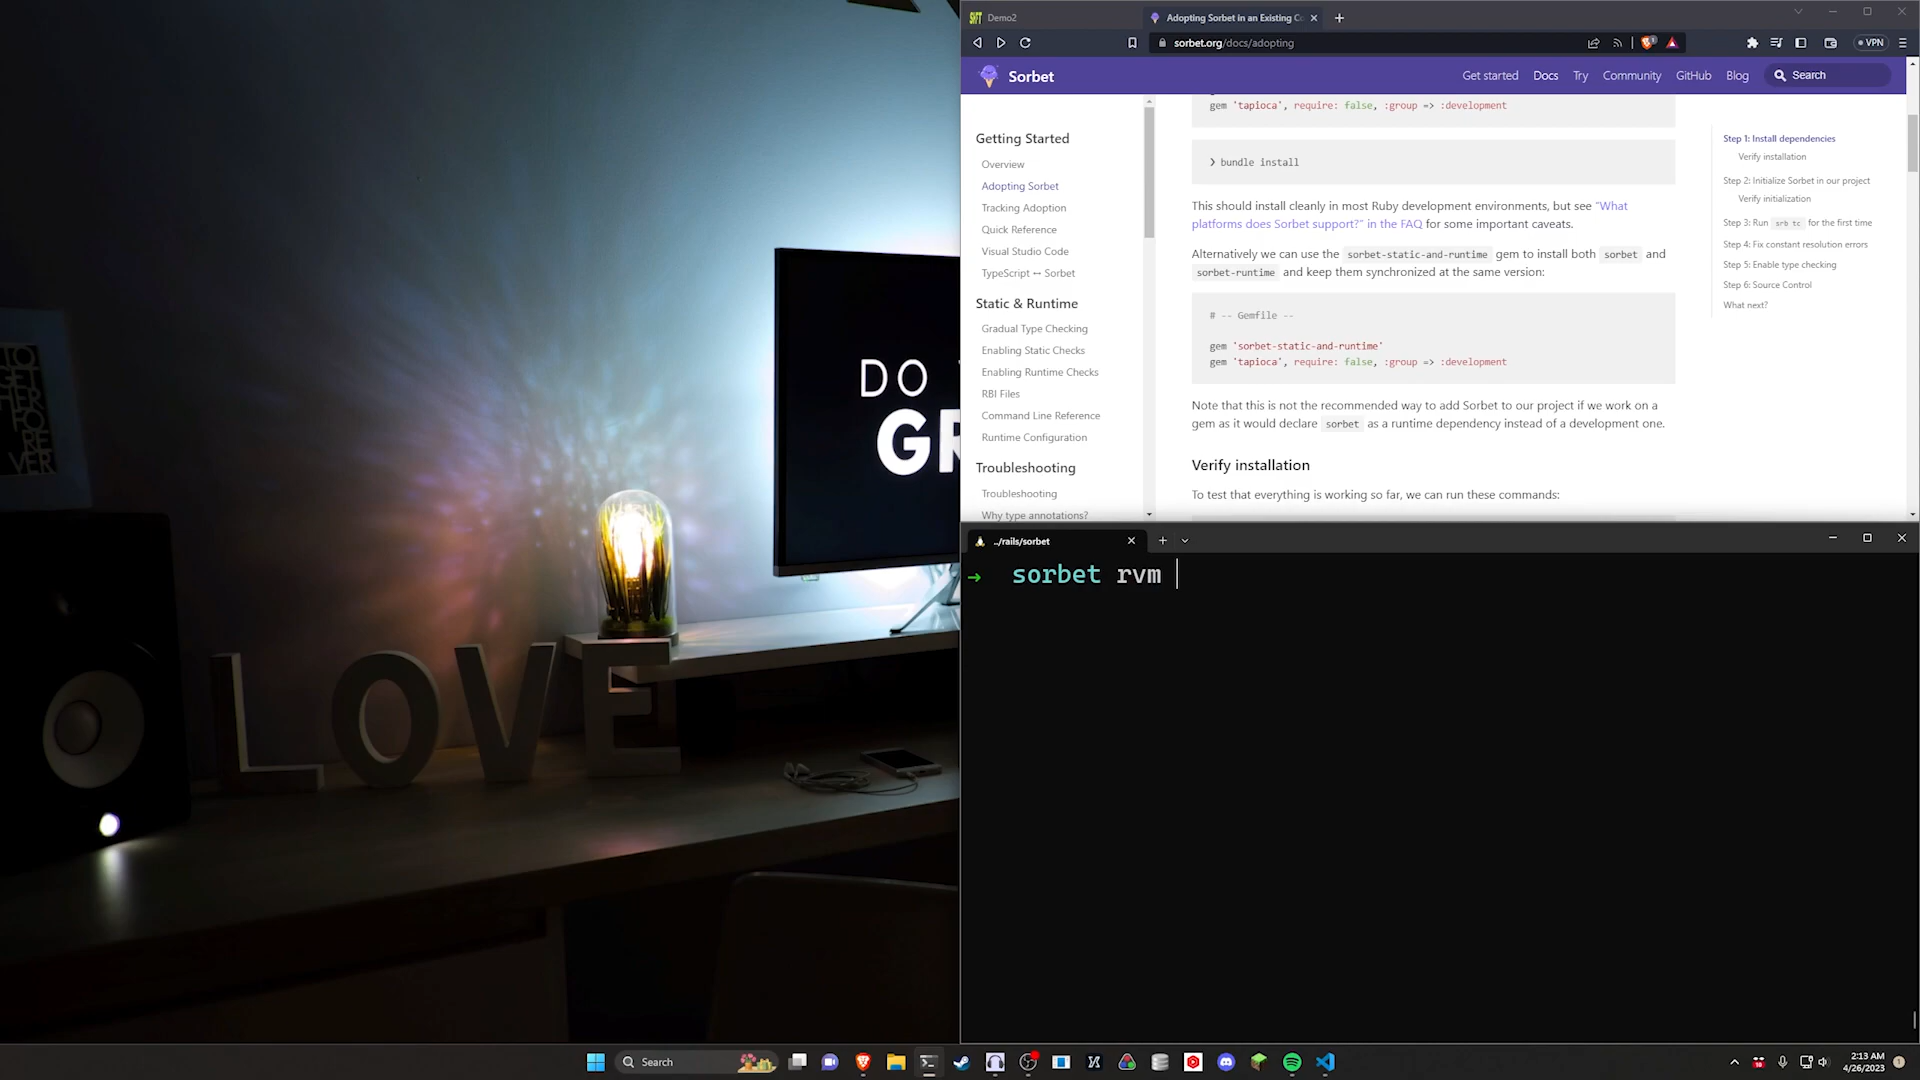 TO
GET
HER
FO
RE
VER
LOVE
DO
GR
Demo2
Adopting Sorbet in an Existing Co
sorbet.org/docs/adopting
VPN
Sorbet
Get started
Docs
Try
Community
GitHub
Blog
Search
Getting Started
Overview
Adopting Sorbet
Tracking Adoption
Quick Reference
Visual Studio Code
TypeScript ↔ Sorbet
Static & Runtime
Gradual Type Checking
Enabling Static Checks
Enabling Runtime Checks
RBI Files
Command Line Reference
Runtime Configuration
Troubleshooting
Troubleshooting
Why type annotations?
gem 'tapioca', require: false, :group => :development
❯ bundle install
This should install cleanly in most Ruby development environments, but see "What
platforms does Sorbet support?" in the FAQ for some important caveats.
Alternatively we can use the sorbet-static-and-runtime gem to install both sorbet and
sorbet-runtime and keep them synchronized at the same version:
# -- Gemfile --
gem 'sorbet-static-and-runtime'
gem 'tapioca', require: false, :group => :development
Note that this is not the recommended way to add Sorbet to our project if we work on a
gem as it would declare sorbet as a runtime dependency instead of a development one.
Verify installation
To test that everything is working so far, we can run these commands:
Step 1: Install dependencies
Verify installation
Step 2: Initialize Sorbet in our project
Verify initialization
Step 3: Run srb tc for the first time
Step 4: Fix constant resolution errors
Step 5: Enable type checking
Step 6: Source Control
What next?
../rails/sorbet
→ sorbet rvm
Search
2:13 AM
4/26/2023